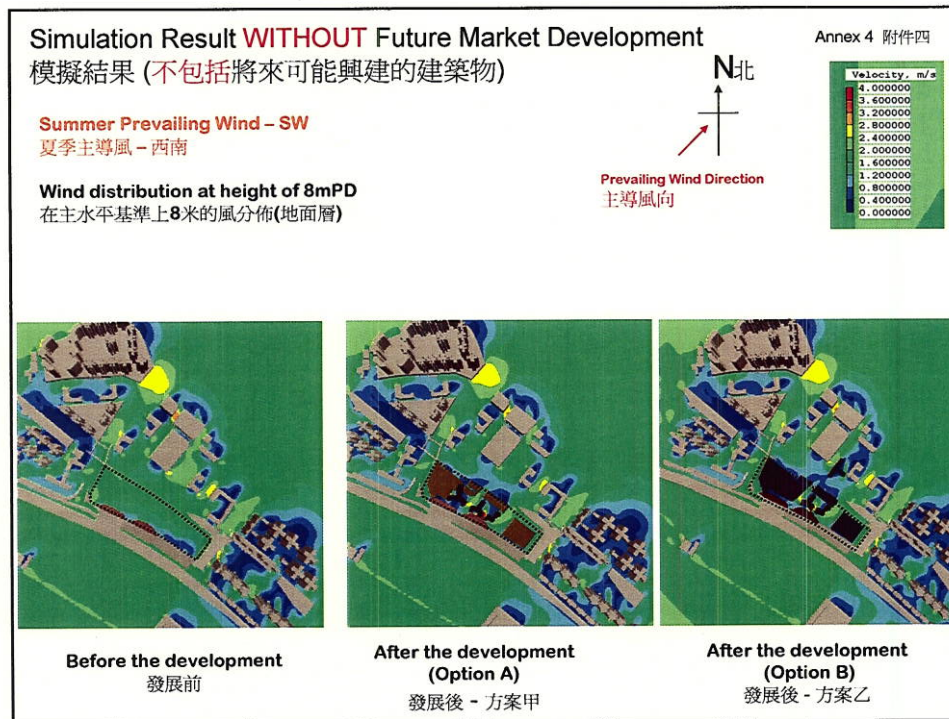 Simulation Result WITHOUT Future Market Development
模擬結果 (不包括將來可能興建的建築物)
Annex 4 附件四
N北
Summer Prevailing Wind – SW
夏季主導風 – 西南
Prevailing Wind Direction
主導風向
Wind distribution at height of 8mPD
在主水平基準上8米的風分佈(地面層)
Velocity, m/s
4.000000
3.600000
3.200000
2.800000
2.400000
2.000000
1.600000
1.200000
0.800000
0.400000
0.000000
Before the development
發展前
After the development
(Option A)
發展後 - 方案甲
After the development
(Option B)
發展後 - 方案乙